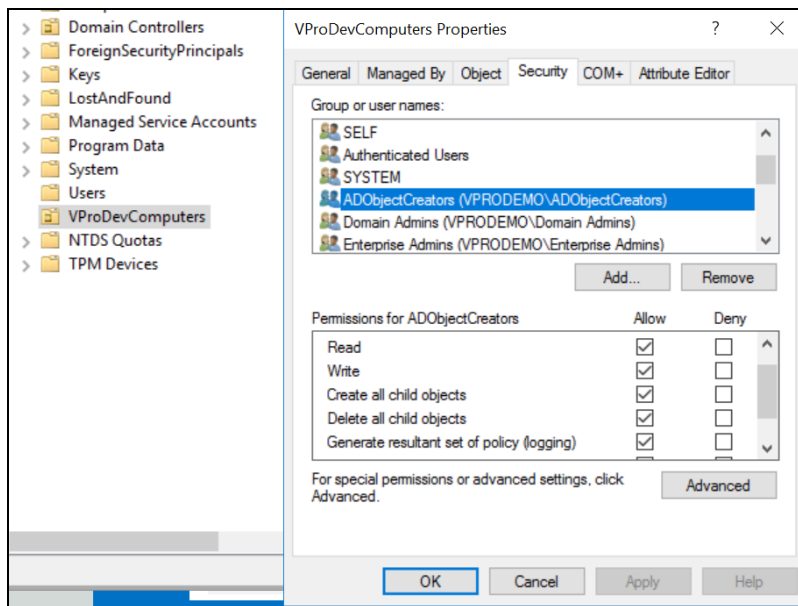 Domain Controllers
ForeignSecurityPrincipals
Keys
LostAndFound
Managed Service Accounts
Program Data
System
Users
VProDevComputers
NTDS Quotas
TPM Devices
VProDevComputers Properties
General Managed By Object Security COM+ Attribute Editor
Group or user names:
SELF
Authenticated Users
SYSTEM
ADObjectCreators (VPRODEMO\ADObjectCreators)
Domain Admins (VPRODEMO\Domain Admins)
Enterprise Admins (VPRODEMO\Enterprise Admins)
Add... Remove
Permissions for ADObjectCreators Allow Deny
Read
Write
Create all child objects
Delete all child objects
Generate resultant set of policy (logging)
For special permissions or advanced settings, click
Advanced.
Advanced
OK Cancel Apply Help